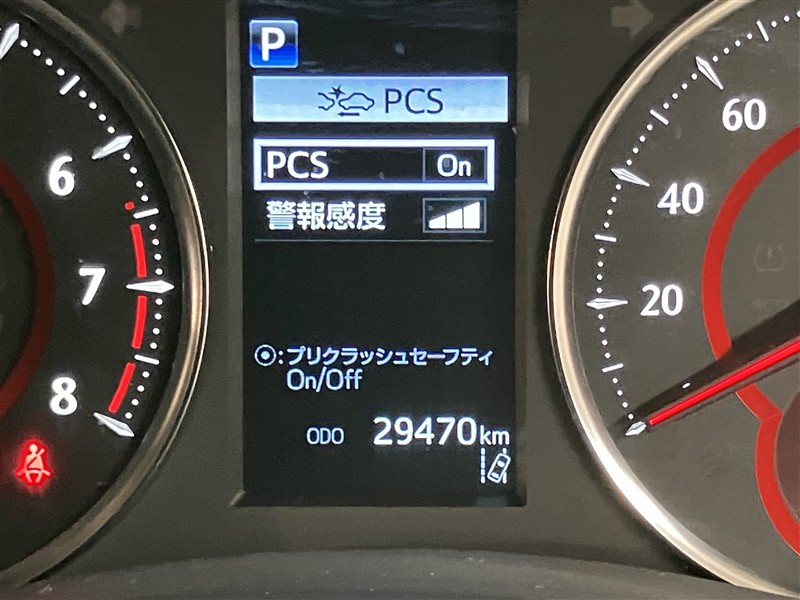 P
PCS
PCS On
警報感度
プリクラッシュセーフティ
On/Off
ODO 29470km
6
7
8
60
40
20